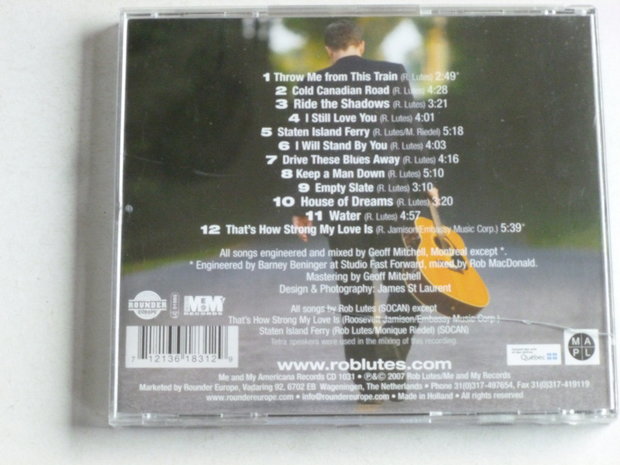 1 Throw Me from This Train (R. Lutes) 2:49*
2 Cold Canadian Road (R. Lutes) 4:28
3 Ride the Shadows (R. Lutes) 3:21
4 I Still Love You (R. Lutes) 4:01
5 Staten Island Ferry (R. Lutes/M. Riedel) 5:18
6 I Will Stand By You (R. Lutes) 4:03
7 Drive These Blues Away (R. Lutes) 4:16
8 Keep a Man Down (R. Lutes) 5:10
9 Empty Slate (R. Lutes) 3:10
10 House of Dreams (R. Lutes) 3:20
11 Water (R. Lutes) 4:57
12 That's How Strong My Love Is (R. Jamison/Embassy Music Corp.) 5:39*
All songs engineered and mixed by Geoff Mitchell, Montreal except *.
* Engineered by Barney Beninger at Studio Fast Forward, mixed by Rob MacDonald.
Mastering by Geoff Mitchell
Design & Photography: James St Laurent
All songs by Rob Lutes (SOCAN) except
That's How Strong My Love Is (Roosevelt Jamison/Embassy Music Corp.)
Staten Island Ferry (Rob Lutes/Monique Riedel) (SOCAN)
Tetra speakers were used in the mixing of this recording.
ROUNDER
EUROPE
M&M
RECORDS
7 12136 18312 9
Québec
MA
PL
www.roblutes.com
Me and My Americana Records CD 1031 • ℗&© 2007 Rob Lutes/Me and My Records
Marketed by Rounder Europe, Vadaring 92, 6702 EB Wageningen, The Netherlands • Phone 31(0)317-497654, Fax 31(0)317-419119
www.roundereurope.com • info@roundereurope.com • Made in Holland • All rights reserved